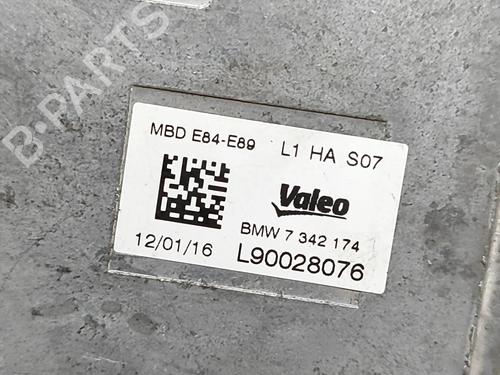 B-PARTS
MBD E84-E89 L1 HA S07
Valeo
BMW 7 342 174
12/01/16 L90028076